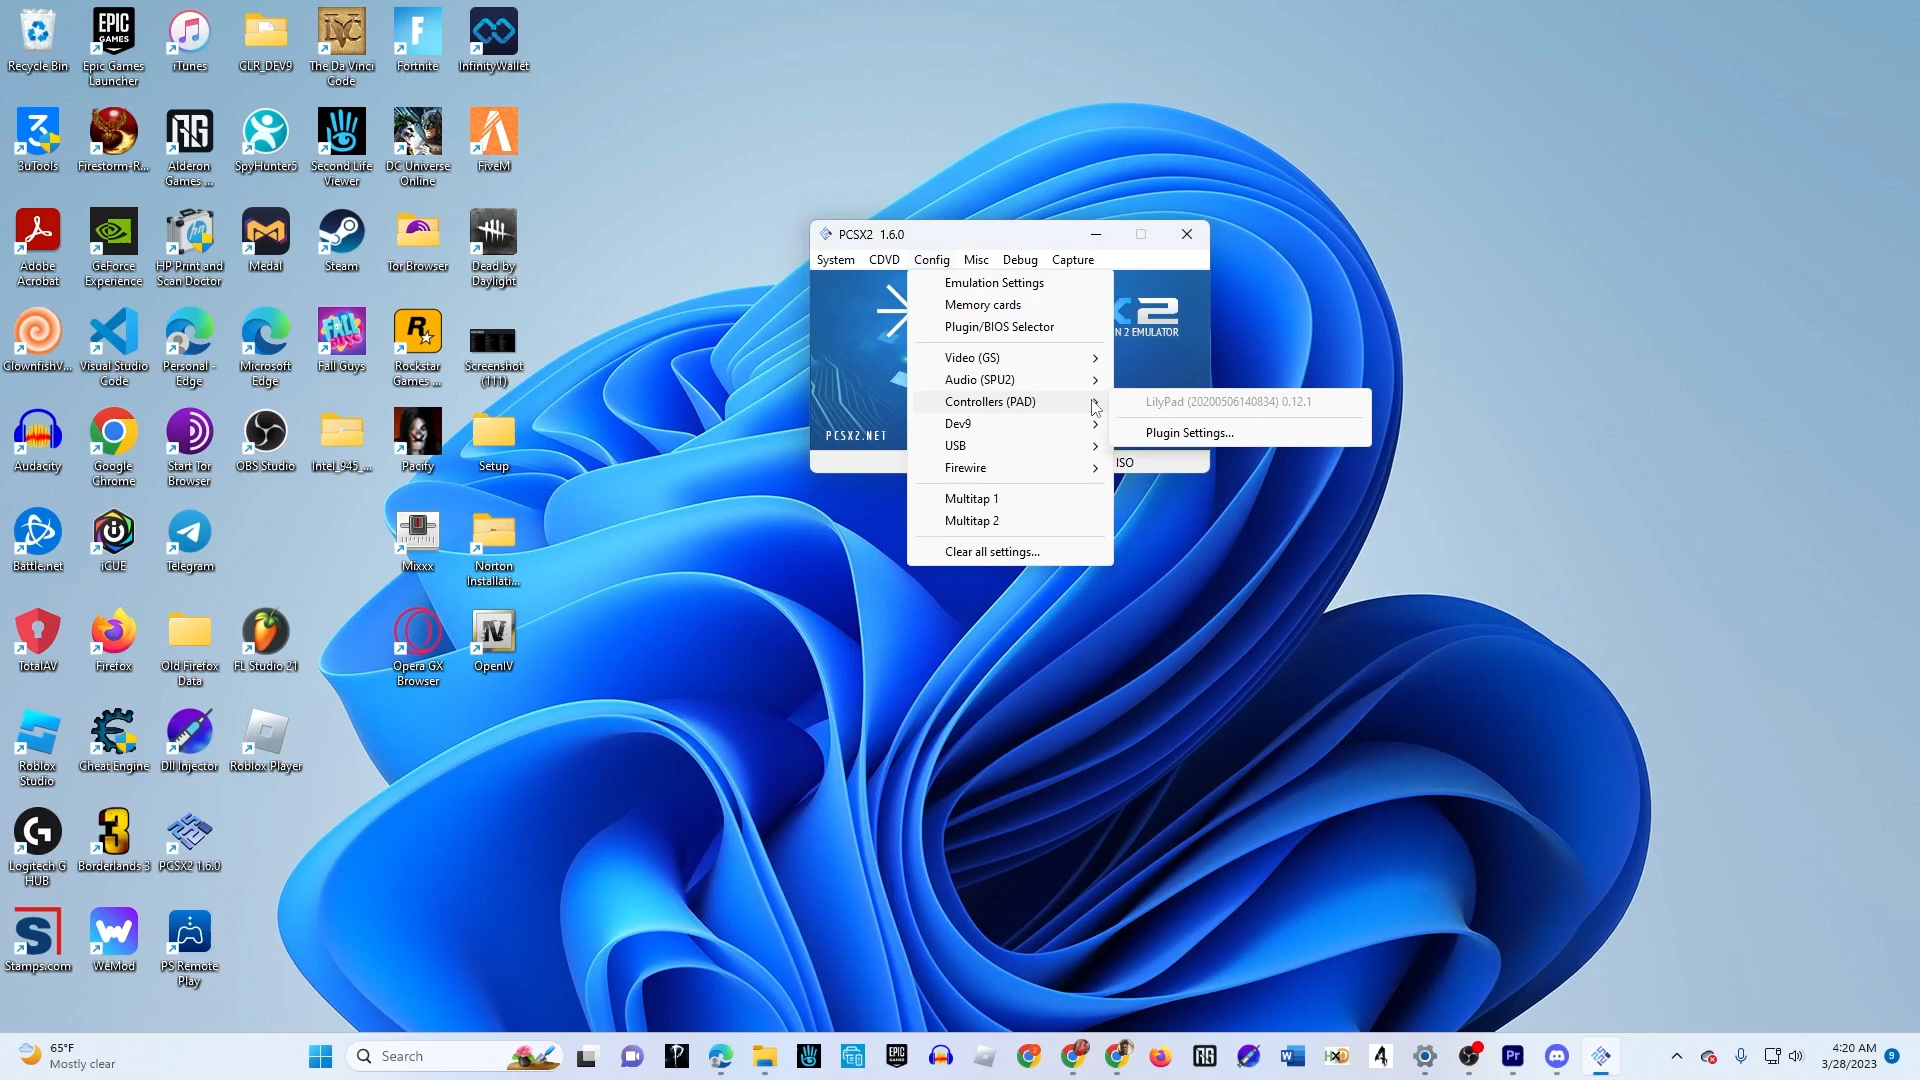 Recycle Bin
Epic Games
Launcher
iTunes
CLR_DEV9
The Da Vinci
Code
Fortnite
InfinityWallet
3uTools
Firestorm-R...
Alderon
Games ...
SpyHunter5
Second Life
Viewer
DC Universe
Online
FiveM
Adobe
Acrobat
GeForce
Experience
HP Print and
Scan Doctor
Medal
Steam
Tor Browser
Dead by
Daylight
ClownfishV...
Visual Studio
Code
Personal -
Edge
Microsoft
Edge
Fall Guys
Rockstar
Games ...
Screenshot
(111)
Audacity
Google
Chrome
Start Tor
Browser
OBS Studio
Intel_945_...
Pacify
Setup
Battle.net
iCUE
Telegram
Mixxx
Norton
Installati...
TotalAV
Firefox
Old Firefox
Data
FL Studio 21
Opera GX
Browser
OpenIV
Roblox
Studio
Cheat Engine
Dll Injector
Roblox Player
Logitech G
HUB
Borderlands 3
PCSX2 1.6.0
Stamps.com
WeMod
PS Remote
Play
PCSX2 1.6.0
System CDVD Config Misc Debug Capture
Emulation Settings
Memory cards
Plugin/BIOS Selector
Video (GS)
Audio (SPU2)
Controllers (PAD)
Dev9
USB
Firewire
Multitap 1
Multitap 2
Clear all settings...
LilyPad (20200506140834) 0.12.1
Plugin Settings...
X2
N 2 EMULATOR
PCSX2.NET
ISO
65°F
Mostly clear
Search
4:20 AM
3/28/2023
9